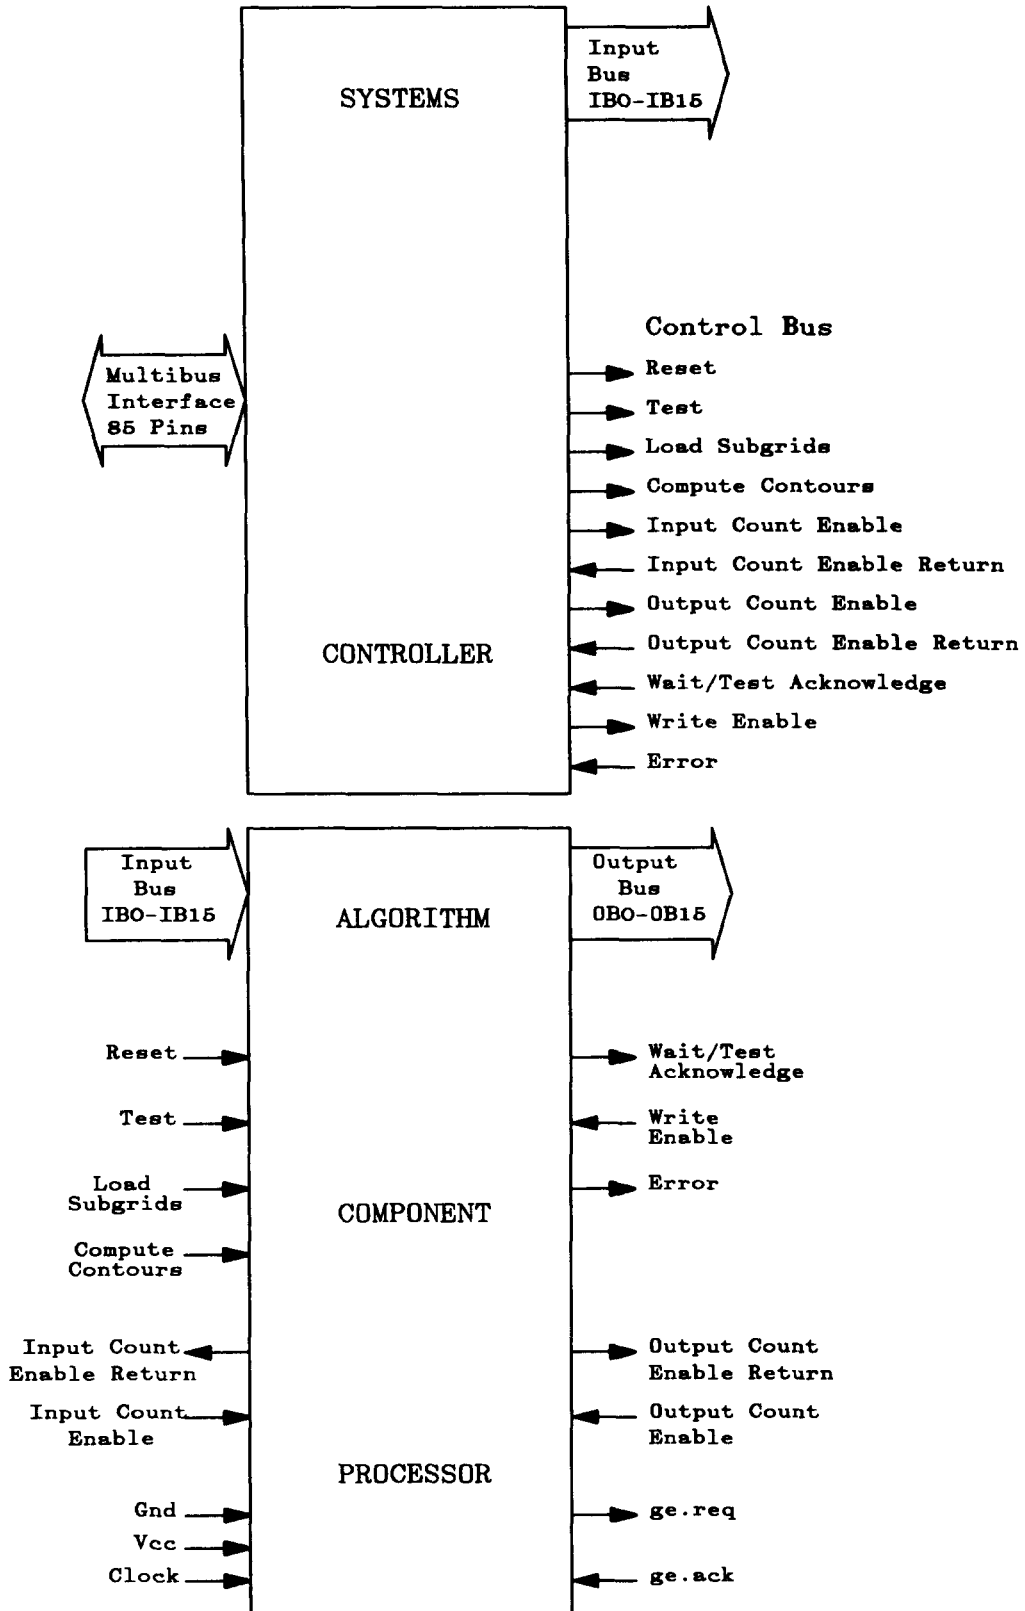 SYSTEMS
Input
Bus
IB0-IB15
Multibus
Interface
85 Pins
Control Bus
Reset
Test
Load Subgrids
Compute Contours
Input Count Enable
Input Count Enable Return
Output Count Enable
Output Count Enable Return
Wait/Test Acknowledge
Write Enable
Error
CONTROLLER
Input
Bus
IB0-IB15
ALGORITHM
Output
Bus
OB0-OB15
Reset
Test
Load
Subgrids
Compute
Contours
Input Count
Enable Return
Input Count
Enable
Gnd
Vcc
Clock
COMPONENT
PROCESSOR
Wait/Test
Acknowledge
Write
Enable
Error
Output Count
Enable Return
Output Count
Enable
ge.req
ge.ack